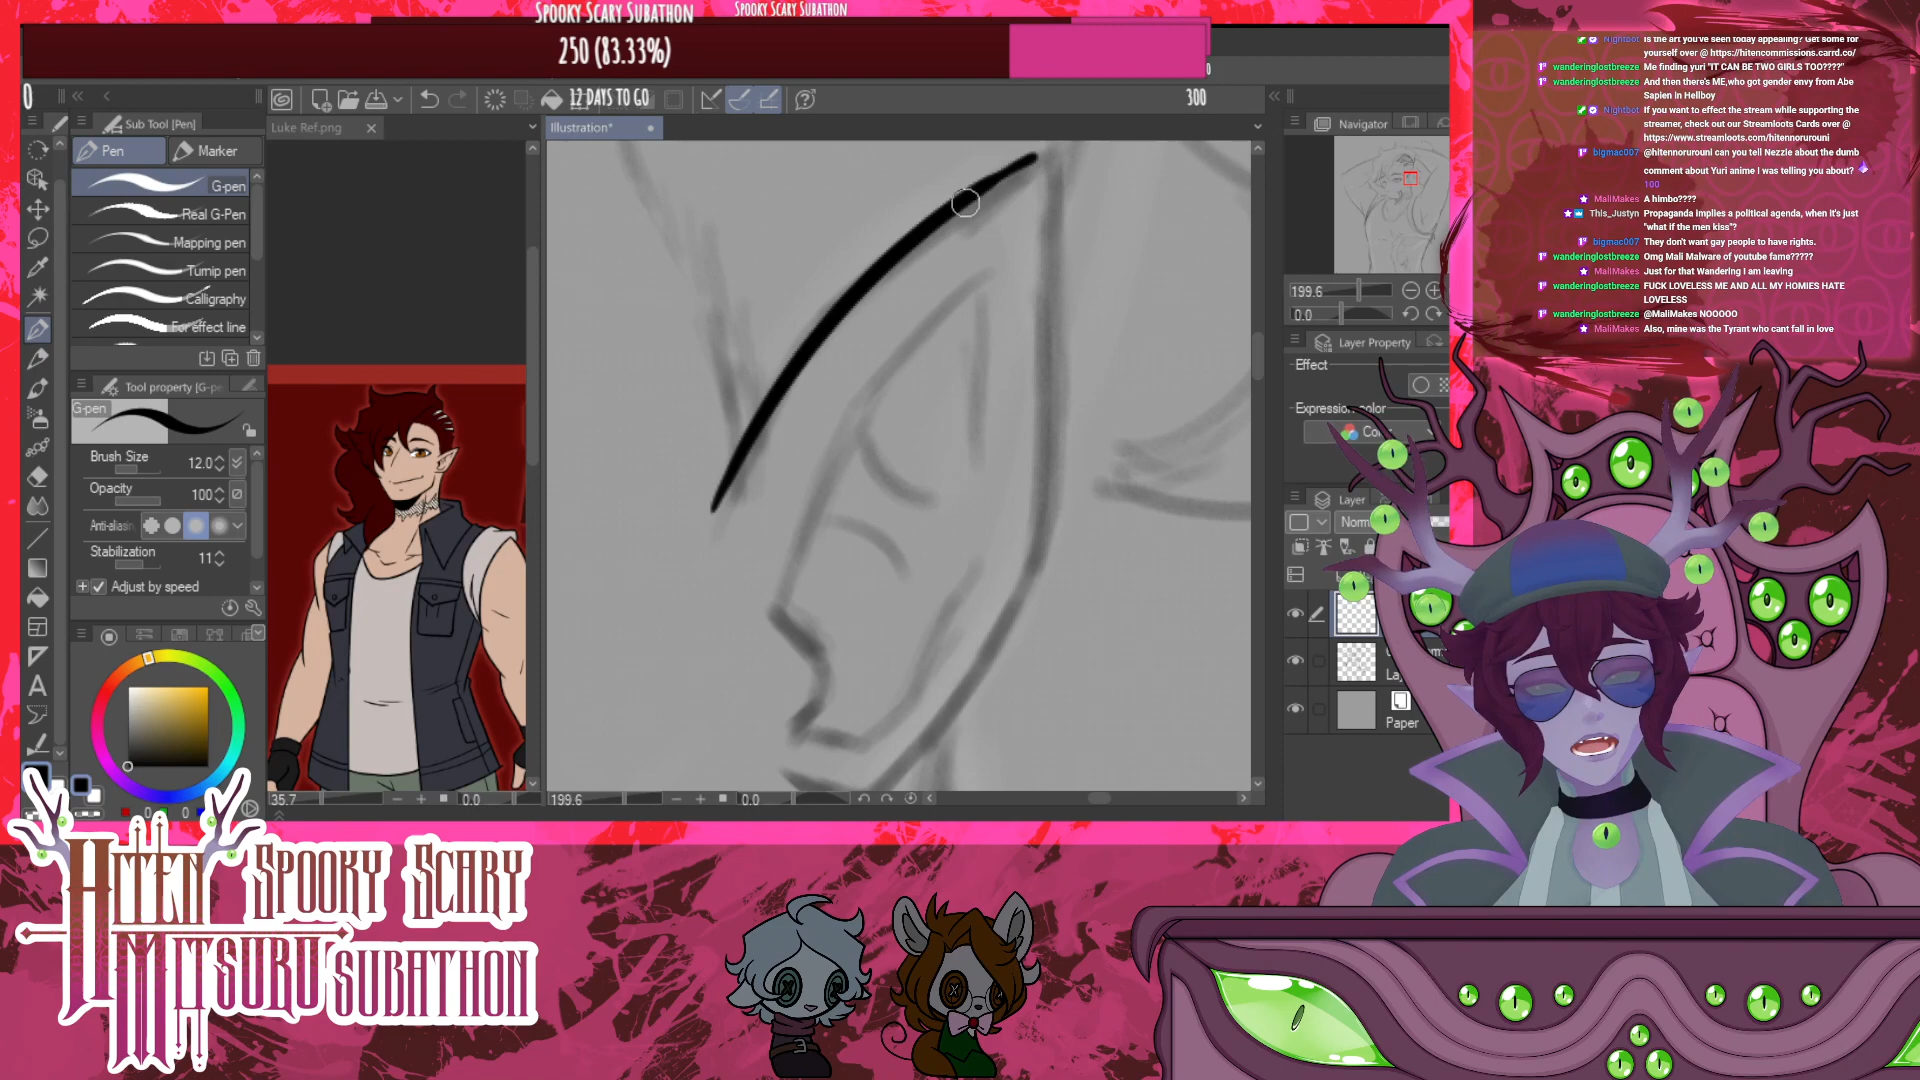 Spooky Scary Subathon
Spooky Scary Subathon
250 (83.33%)
12 DAYS TO GO
300
0
0
Sub Tool [Pen]
Luke Ref.png
Illustration*
Navigator
Pen
Marker
G-pen
Real G-Pen
Mapping pen
Turnip pen
Calligraphy
For effect line
Tool property [G-pe
G-pen
Brush Size
12.0
Opacity
100
Anti-aliasin
Stabilization
11
Adjust by speed
199.6
0.0
Layer Property
Effect
Expression color
Layer
Norm
Paper
35.7
0.0
199.6
0.0
Nightbot Is the art you've seen today appealing? Get some for
yourself over @ https://hitencommissions.carrd.co/
wanderinglostbreeze Me finding yuri "IT CAN BE TWO GIRLS TOO????"
wanderinglostbreeze And then there's ME,who got gender envy from Abe
Sapien in Hellboy
Nightbot If you want to effect the stream while supporting the
streamer, check out our Streamloots Cards over @
https://www.streamloots.com/hitennorurouni
bigmac007 @hitennorurouni can you tell Nezzie about the dumb
comment about Yuri anime I was telling you about?
100
MaliMakes A himbo????
This_Justyn Propaganda implies a political agenda, when it's just
"what if the men kiss"?
bigmac007 They don't want gay people to have rights.
wanderinglostbreeze Omg Mali Malware of youtube fame?????
MaliMakes Just for that Wandering I am leaving
wanderinglostbreeze FUCK LOVELESS ME AND ALL MY HOMIES HATE
LOVELESS
wanderinglostbreeze @MaliMakes NOOOOO
MaliMakes Also, mine was the Tyrant who cant fall in love
Hiten
Mitsuru
Spooky Scary
Subathon